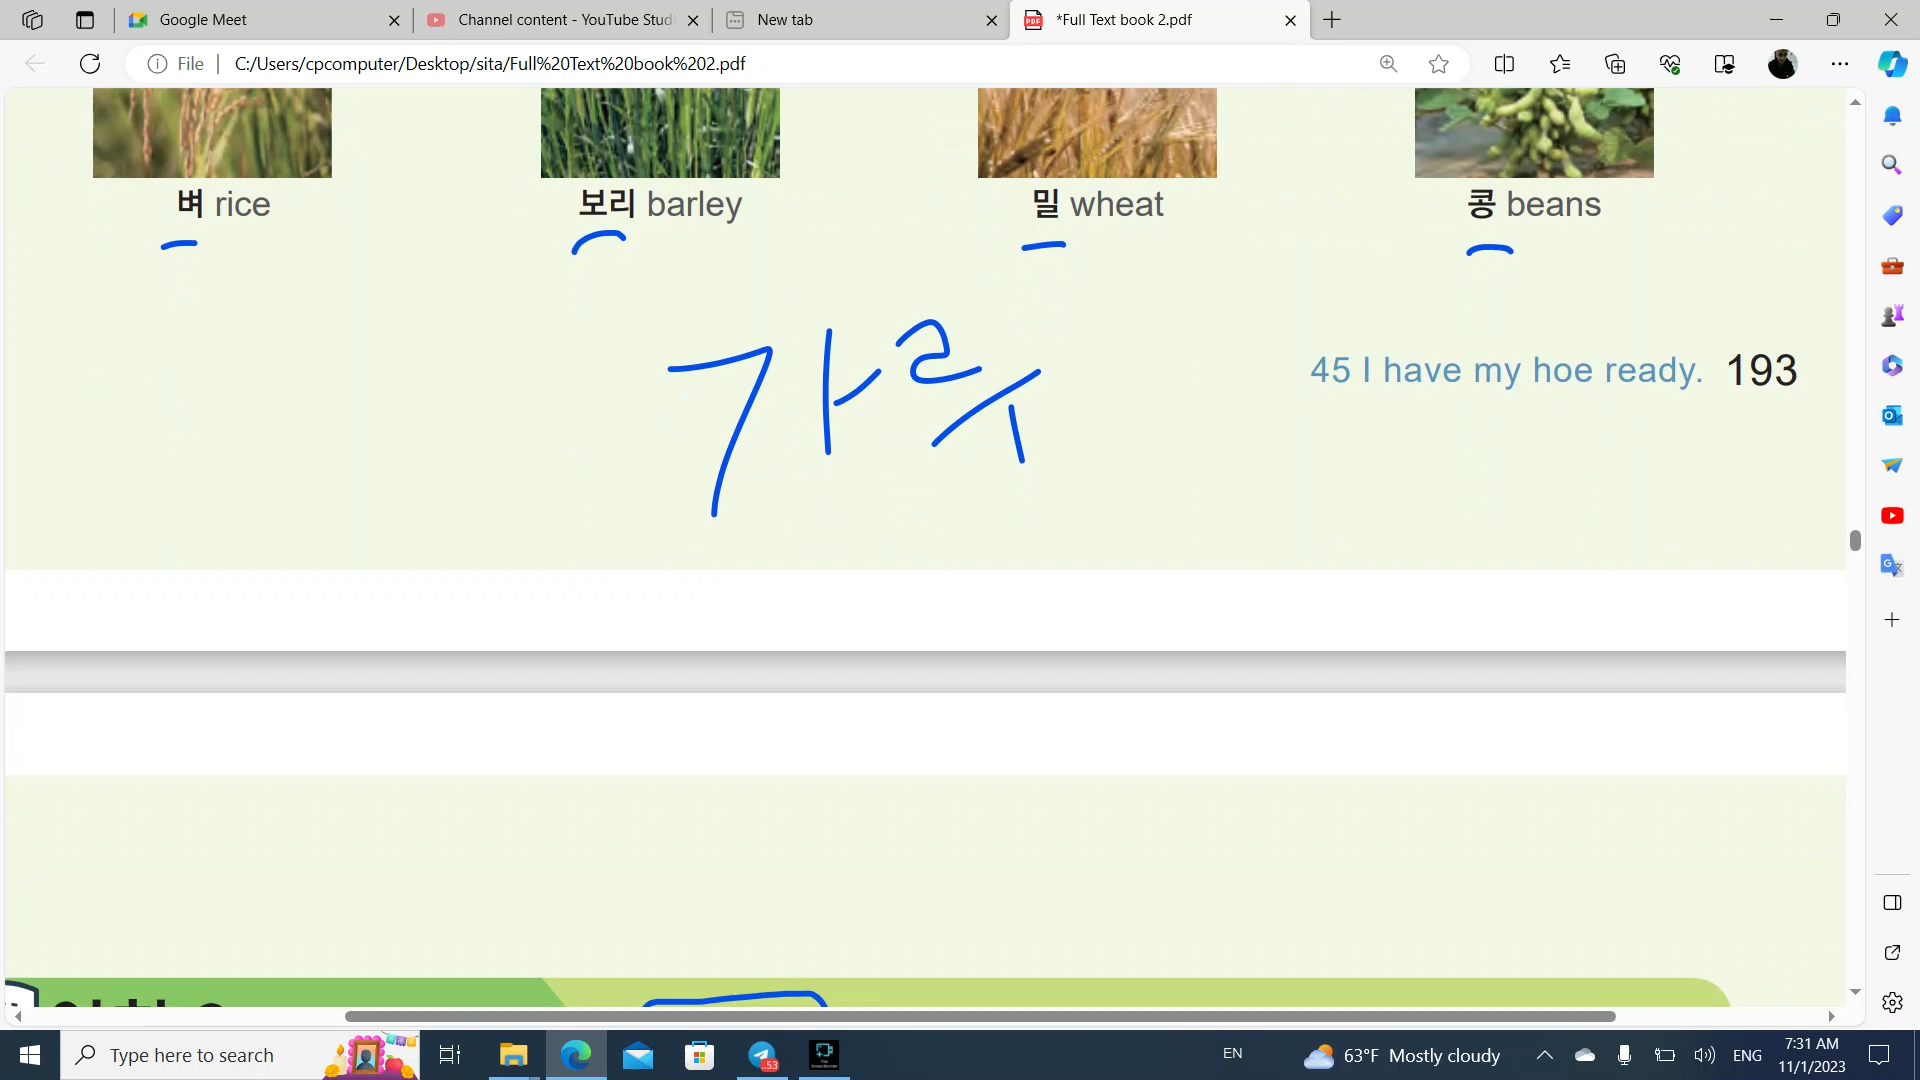 Google Meet
Channel content - YouTube Stud
New tab
*Full Text book 2.pdf
File
C:/Users/cpcomputer/Desktop/sita/Full%20Text%20book%202.pdf
벼 rice
보리 barley
밀 wheat
콩 beans
가루
45 I have my hoe ready. 193
Type here to search
.53
EN
63°F Mostly cloudy
ENG
7:31 AM
11/1/2023